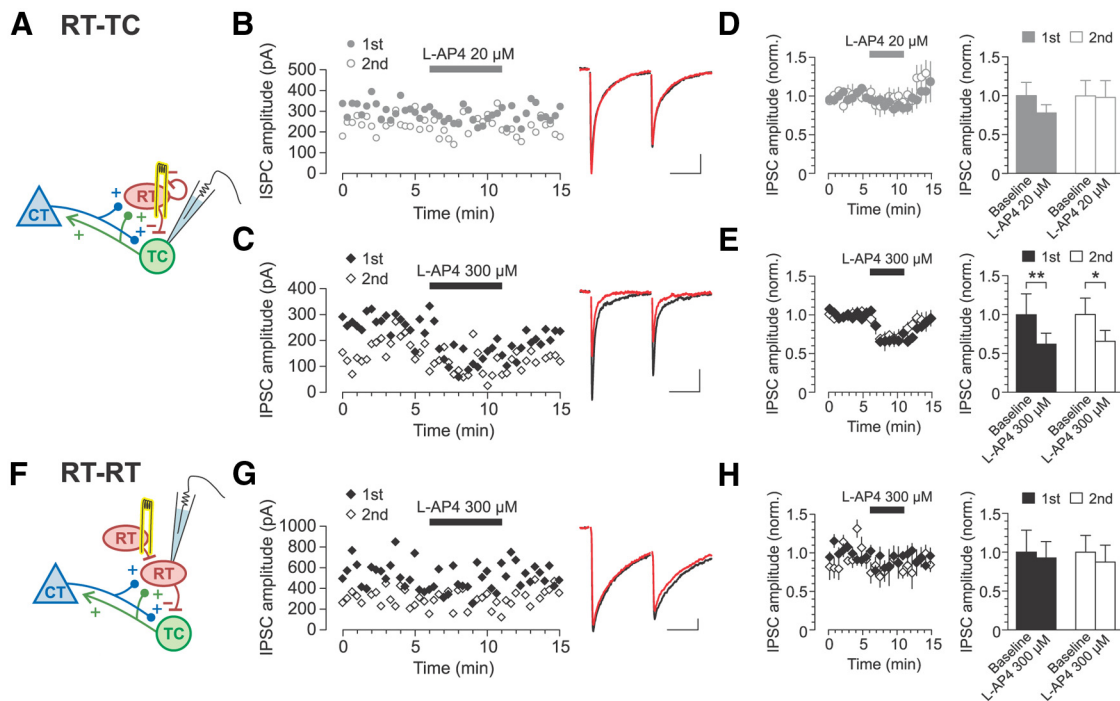 A RT-TC
RT
CT
TC
+
+
+
+
−
−
−
B
1st
2nd
L-AP4 20 µM
ISPC amplitude (pA)
500
400
300
200
100
0
0 5 10 15
Time (min)
C
1st
2nd
L-AP4 300 µM
IPSC amplitude (pA)
400
300
200
100
0
0 5 10 15
Time (min)
D
L-AP4 20 µM
IPSC amplitude (norm.)
1.5
1.0
0.5
0
0 5 10 15
Time (min)
1st 2nd
IPSC amplitude (norm.)
1.5
1.0
0.5
0
Baseline
L-AP4 20 µM
Baseline
L-AP4 20 µM
E
L-AP4 300 µM
IPSC amplitude (norm.)
1.5
1.0
0.5
0
0 5 10 15
Time (min)
1st 2nd
** *
IPSC amplitude (norm.)
1.5
1.0
0.5
0
Baseline
L-AP4 300 µM
Baseline
L-AP4 300 µM
F RT-RT
RT
RT
CT
TC
+
+
+
+
−
G
1st
2nd
L-AP4 300 µM
IPSC amplitude (pA)
1000
800
600
400
200
0
0 5 10 15
Time (min)
H
L-AP4 300 µM
IPSC amplitude (norm.)
1.5
1.0
0.5
0
0 5 10 15
Time (min)
1st 2nd
IPSC amplitude (norm.)
1.5
1.0
0.5
0
Baseline
L-AP4 300 µM
Baseline
L-AP4 300 µM